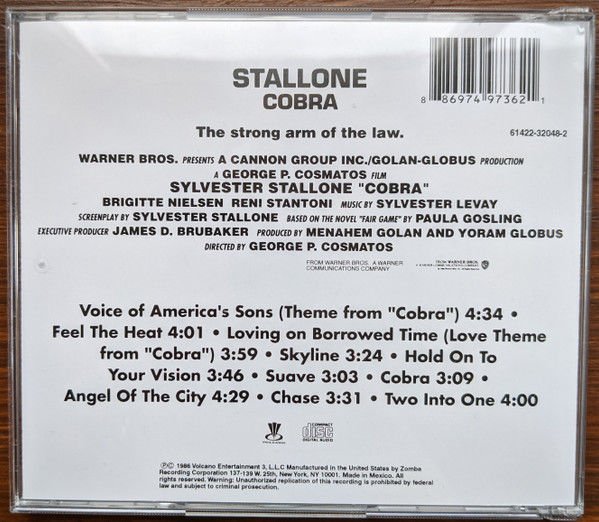 STALLONE
COBRA
8 86974 97362 1
The strong arm of the law.
61422-32048-2
WARNER BROS. PRESENTS A CANNON GROUP INC./GOLAN-GLOBUS PRODUCTION
A GEORGE P. COSMATOS FILM
SYLVESTER STALLONE "COBRA"
BRIGITTE NIELSEN RENI STANTONI MUSIC BY SYLVESTER LEVAY
SCREENPLAY BY SYLVESTER STALLONE BASED ON THE NOVEL "FAIR GAME" BY PAULA GOSLING
EXECUTIVE PRODUCER JAMES D. BRUBAKER PRODUCED BY MENAHEM GOLAN AND YORAM GLOBUS
DIRECTED BY GEORGE P. COSMATOS
FROM WARNER BROS. A WARNER
COMMUNICATIONS COMPANY
FROM WARNER BROS.
Voice of America's Sons (Theme from "Cobra") 4:34 •
Feel The Heat 4:01 • Loving on Borrowed Time (Love Theme
from "Cobra") 3:59 • Skyline 3:24 • Hold On To
Your Vision 3:46 • Suave 3:03 • Cobra 3:09 •
Angel Of The City 4:29 • Chase 3:31 • Two Into One 4:00
COMPACT
disc
DIGITAL AUDIO
℗© 1986 Volcano Entertainment 3, L.L.C Manufactured in the United States by Zomba
Recording Corporation 137-139 W. 25th, New York, NY 10001. Made in Mexico. All
rights reserved. Warning: Unauthorized replication of this recording is prohibited by federal
law and subject to criminal prosecution.